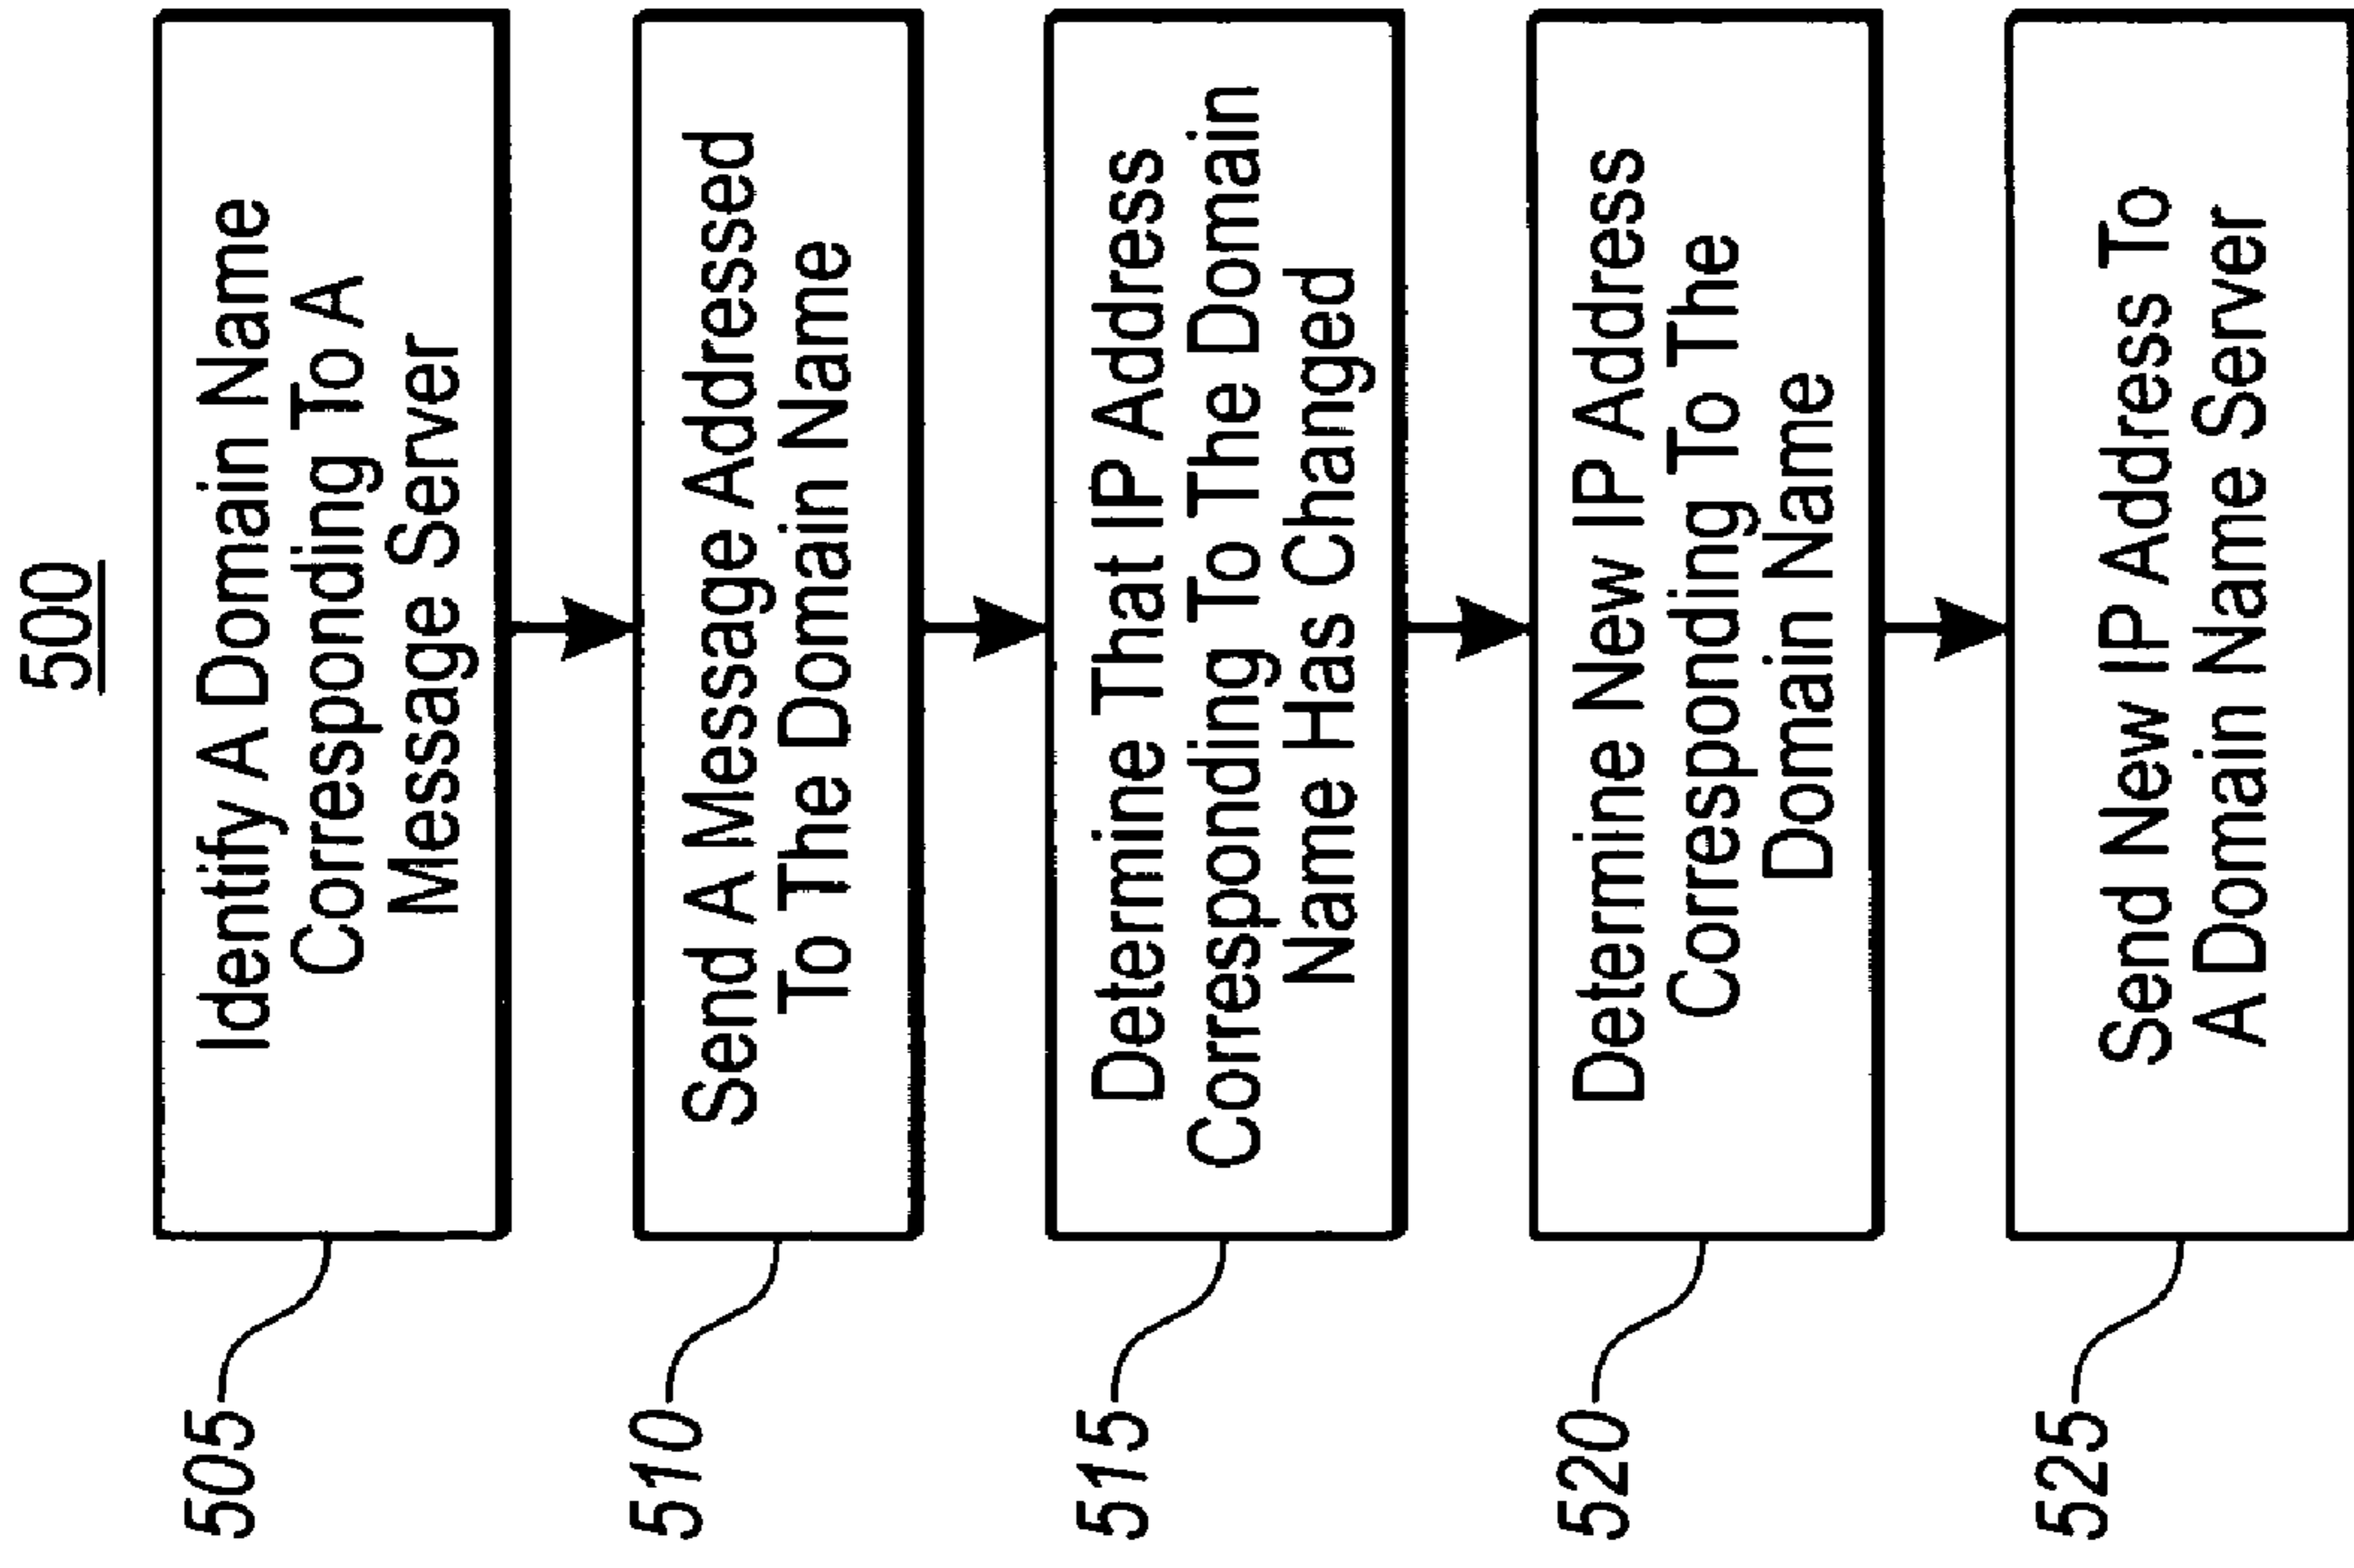 500
505
Identify A Domain Name
Corresponding To A
Message Server
510
Send A Message Addressed
To The Domain Name
515
Determine That IP Address
Corresponding To The Domain
Name Has Changed
520
Determine New IP Address
Corresponding To The
Domain Name
525
Send New IP Address To
A Domain Name Server